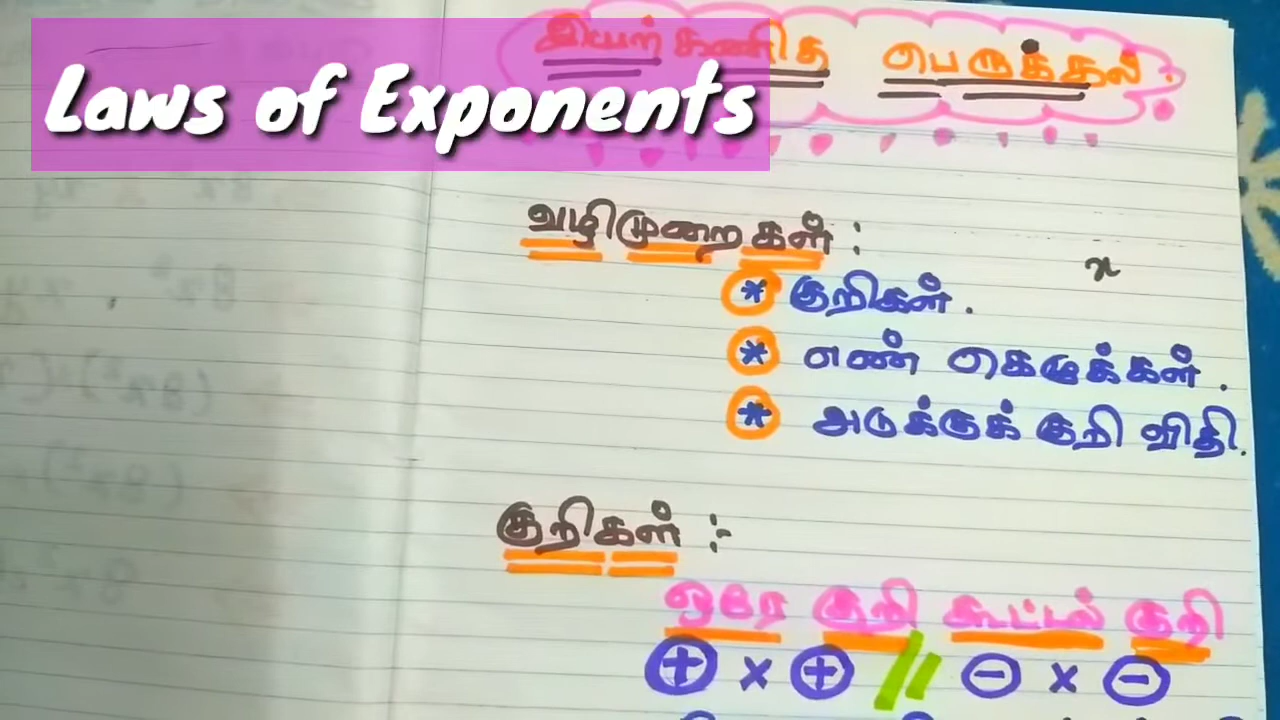 Laws of Exponents
இயற்கணித பெருக்கல்.
வழிமுறைகள் :
x
* குறிகள்.
* எண் கெழுக்கள்.
* அடுக்குக் குறி விதி.
குறிகள் :-
ஒரே குறி கூட்டல் குறி
+ x + // - x -